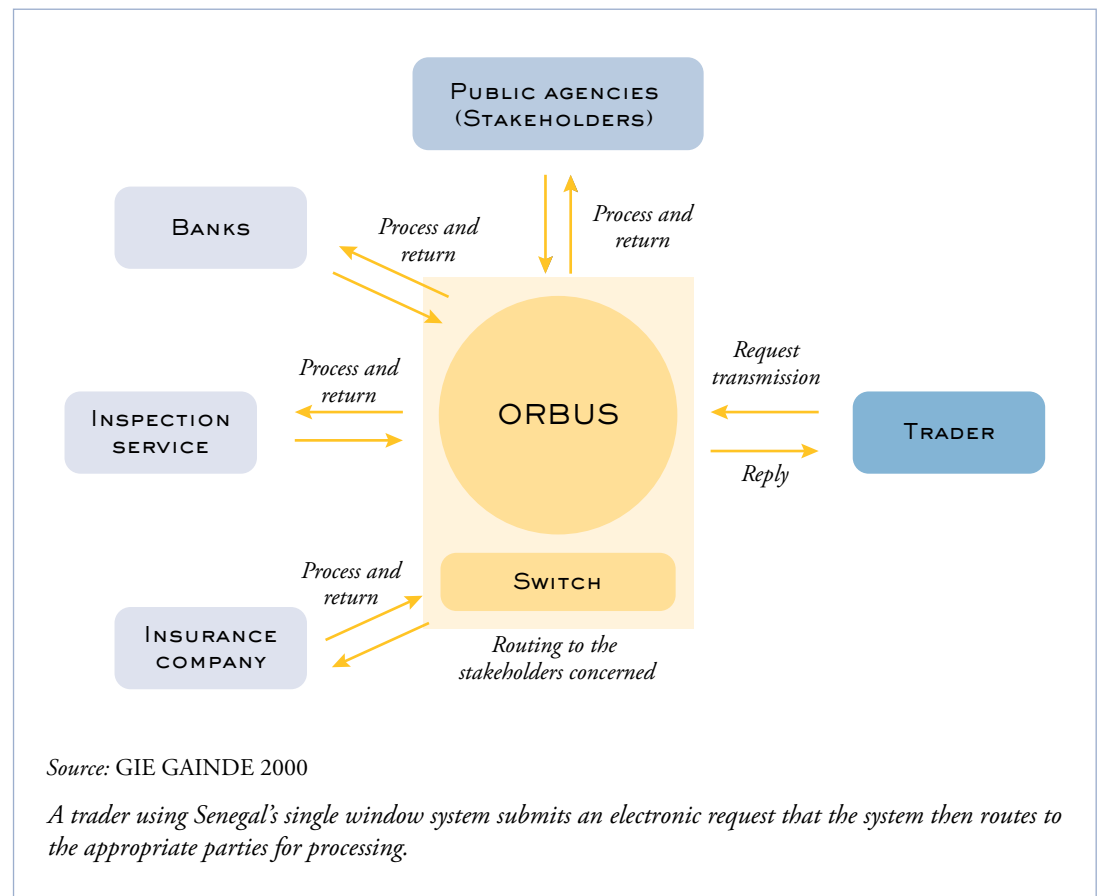 PUBLIC AGENCIES
(STAKEHOLDERS)
BANKS
Process and
return
Process and
return
Process and
return
INSPECTION
SERVICE
ORBUS
Request
transmission
TRADER
Reply
Process and
return
SWITCH
INSURANCE
COMPANY
Routing to the
stakeholders concerned
Source: GIE GAINDE 2000
A trader using Senegal’s single window system submits an electronic request that the system then routes to
the appropriate parties for processing.